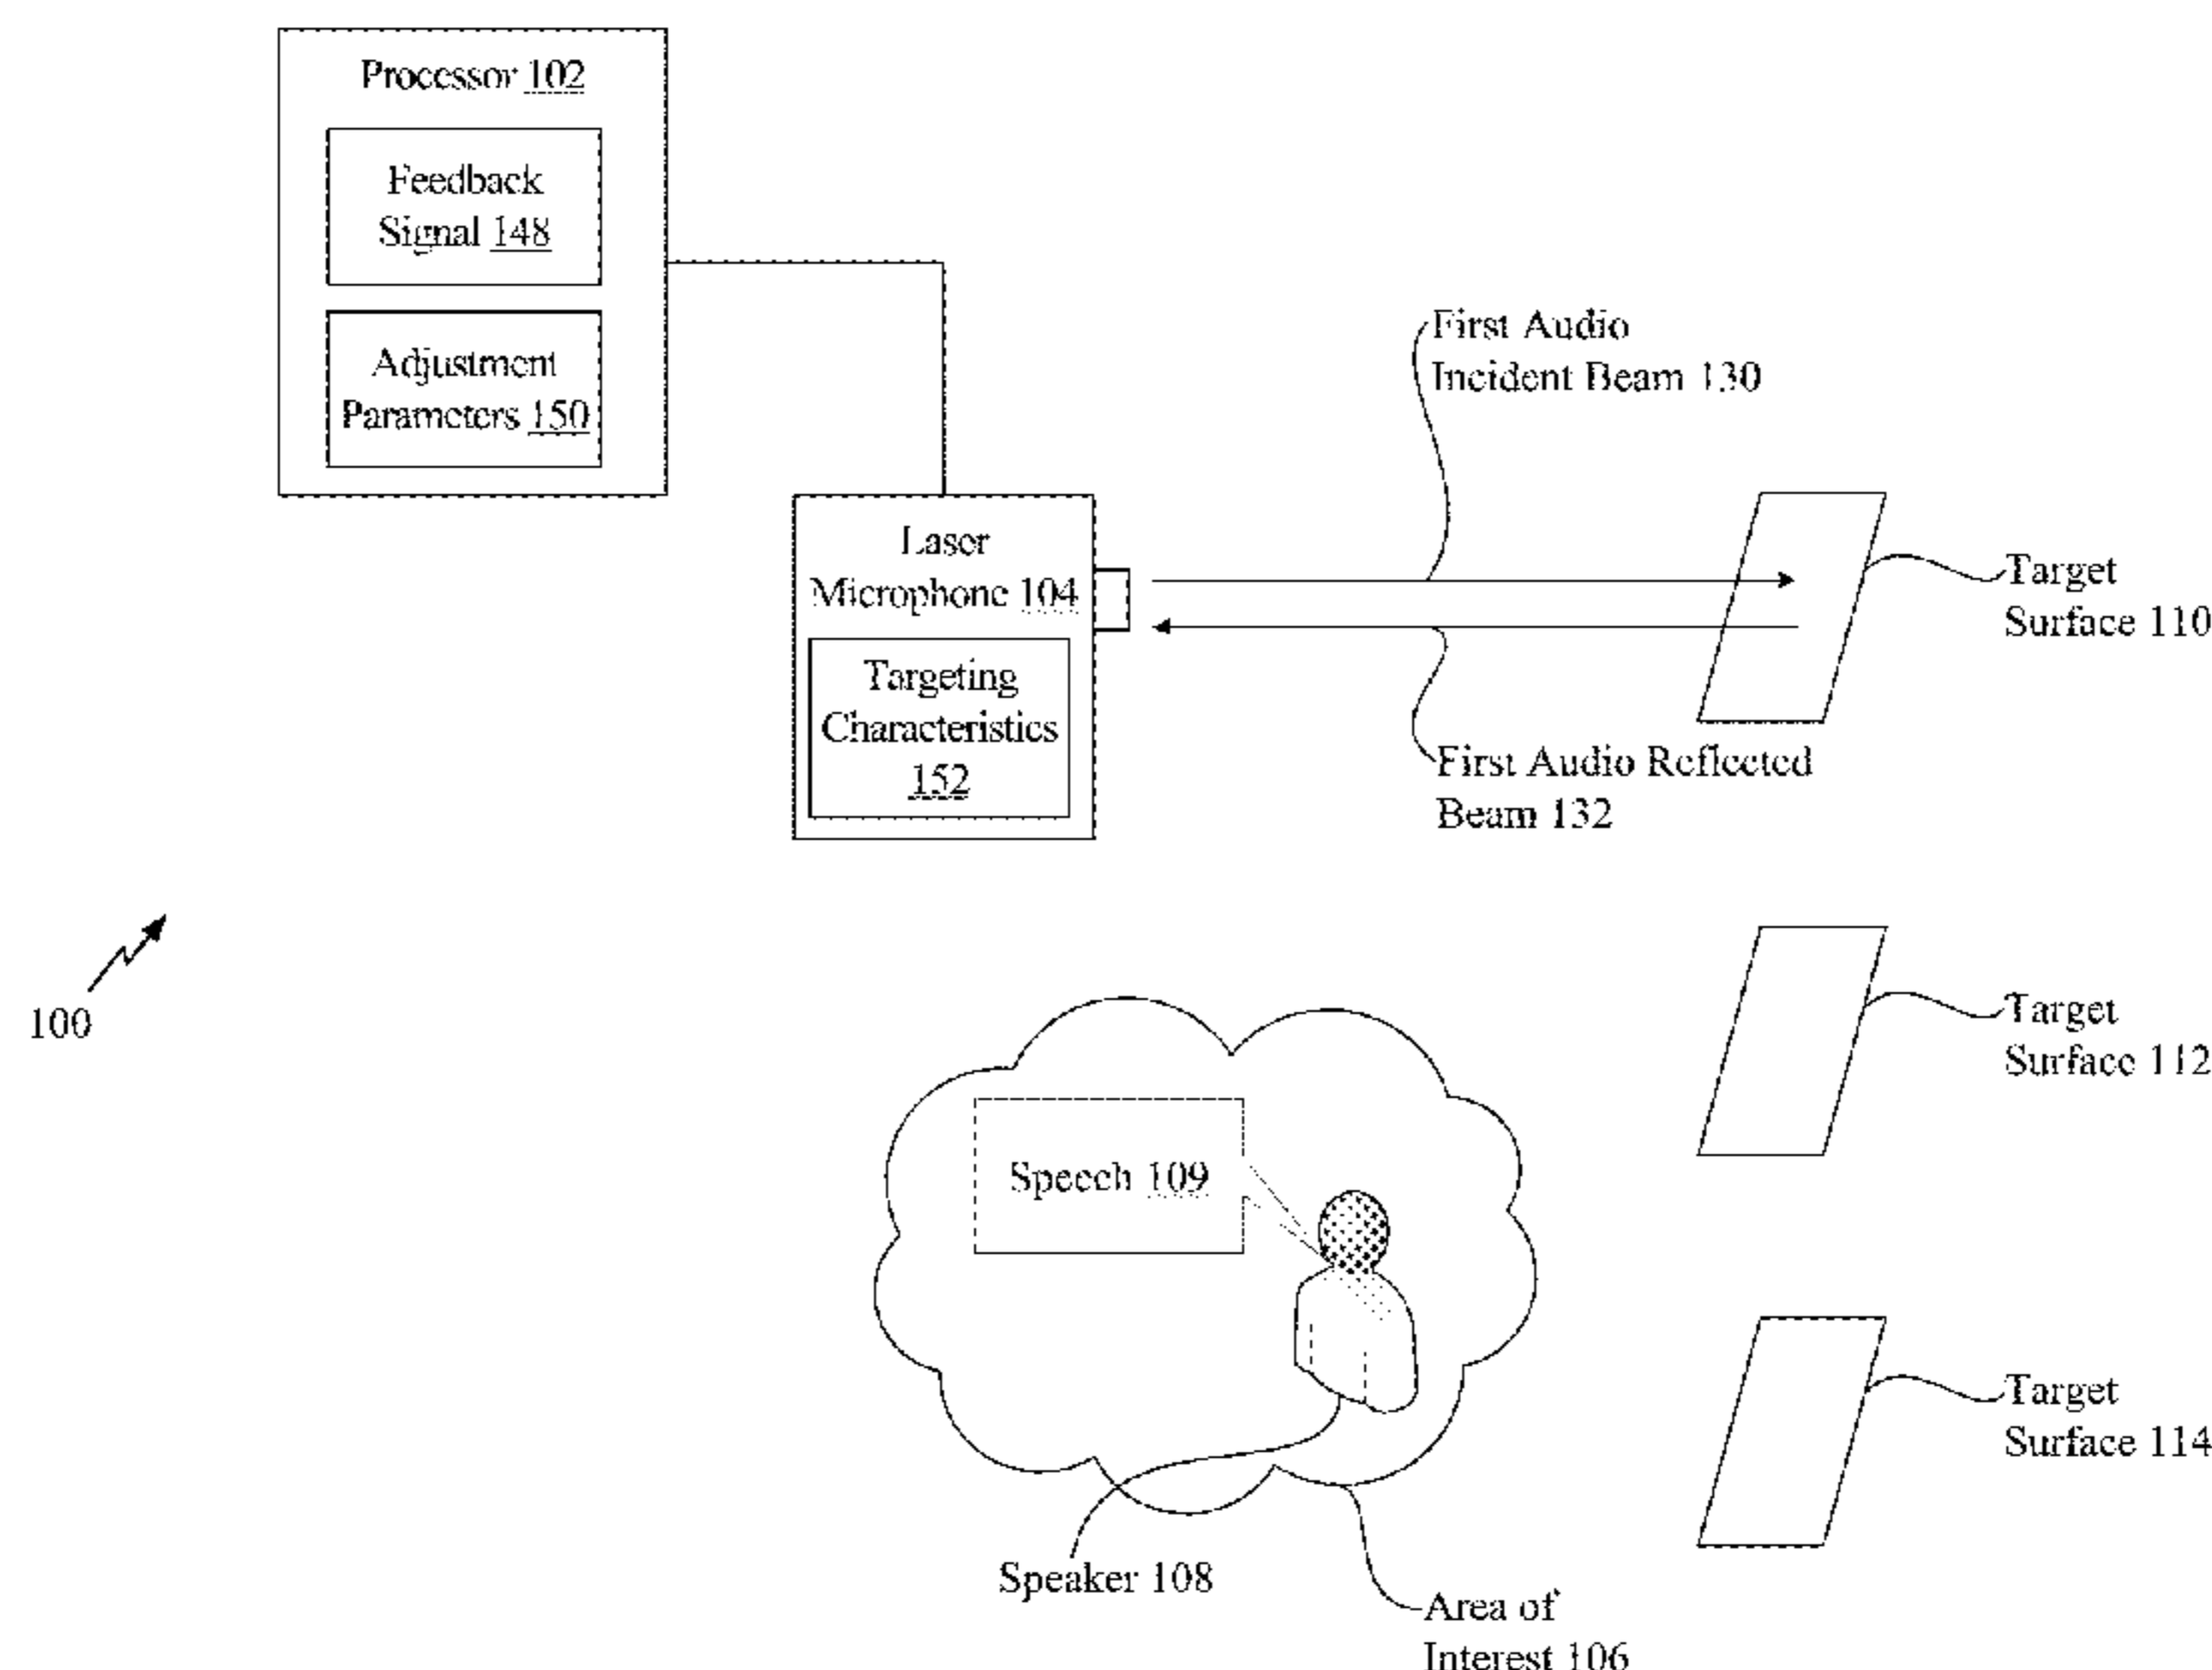 Processor 102
Feedback
Signal 148
Adjustment
Parameters 150
First Audio
Incident Beam 130
Laser
Microphone 104
Target
Surface 110
Targeting
Characteristics
152
First Audio Reflected
Beam 132
100
Target
Surface 112
Speech 109
Target
Surface 114
Speaker 108
Area of
Interest 106